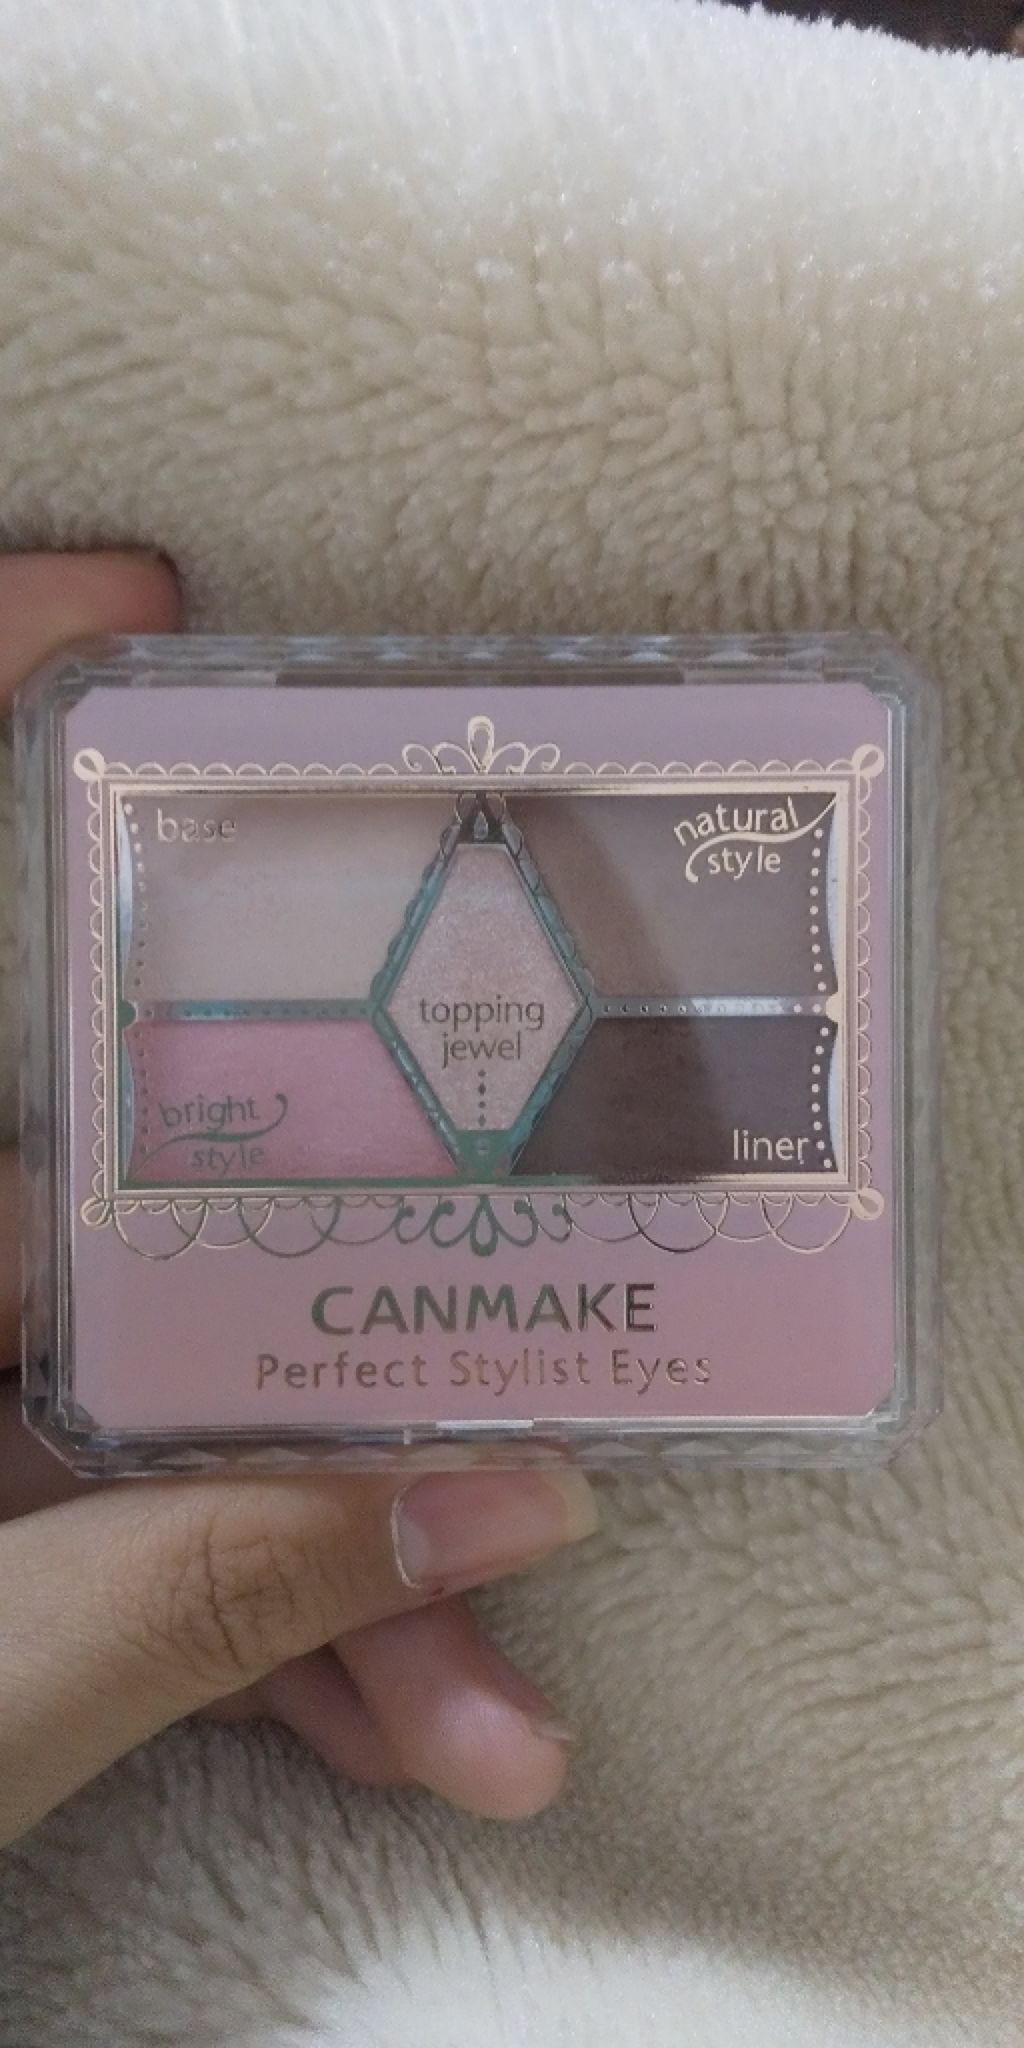 base
natural
style
topping
jewel
bright
style
liner
CANMAKE
Perfect Stylist Eyes